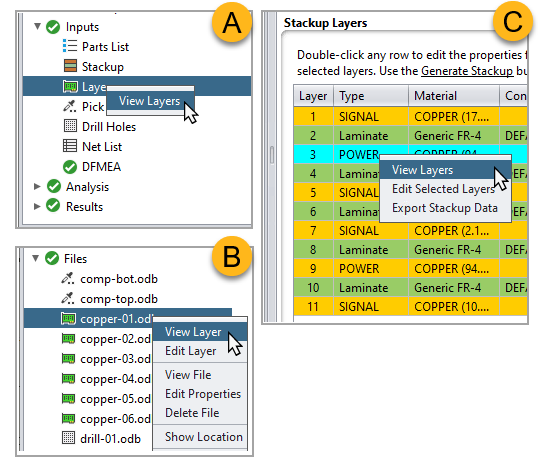 A
Inputs
Parts List
Stackup
Laye
View Layers
Pick
Drill Holes
Net List
DFMEA
Analysis
Results
B
Files
comp-bot.odb
comp-top.odb
copper-01.odb
View Layer
copper-02.od
Edit Layer
copper-03.od
View File
copper-04.od
Edit Properties
copper-05.od
Delete File
copper-06.od
drill-01.odb
Show Location
C
Stackup Layers
Double-click any row to edit the properties f
selected layers. Use the Generate Stackup bu
Layer Type Material Con
1 SIGNAL COPPER (17....
2 Laminate Generic FR-4 DEFA
3 POWER COPPER (94....
View Layers
4 Lamina DEFA
5 SIGNA
Edit Selected Layers
6 Lamina DEFA
Export Stackup Data
7 SIGNAL COPPER (2.1...
8 Laminate Generic FR-4 DEFA
9 POWER COPPER (94....
10 Laminate Generic FR-4 DEFA
11 SIGNAL COPPER (10....